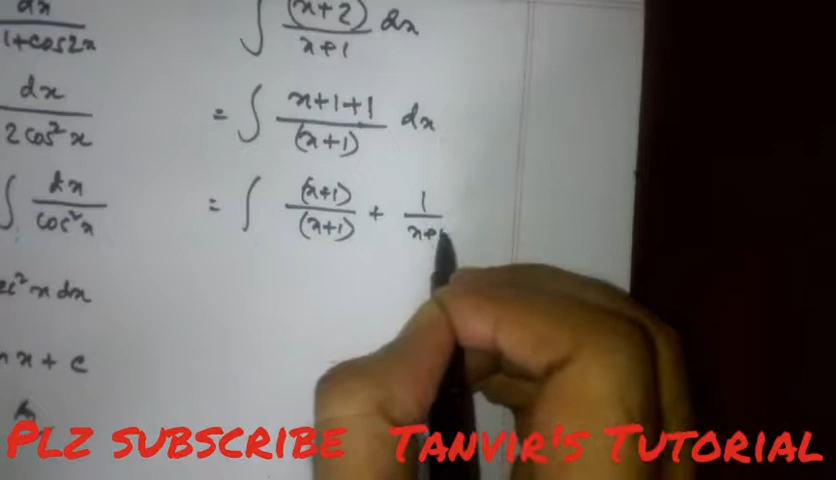 dx
1+cos2x
dx
2cos²x
∫ dx
cos²x
ec²x dx
n x + c
∫ (x+2) dx
x+1
= ∫ x+1+1 dx
(x+1)
= ∫ (x+1) + 1
(x+1) x+1
Plz subscribe Tanvir's Tutorial